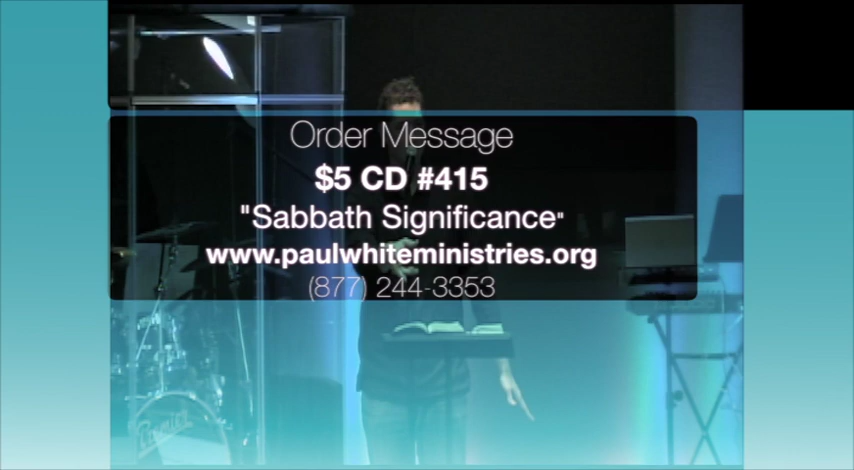 Order Message
$5 CD #415
"Sabbath Significance"
www.paulwhiteministries.org
(877) 244-3353